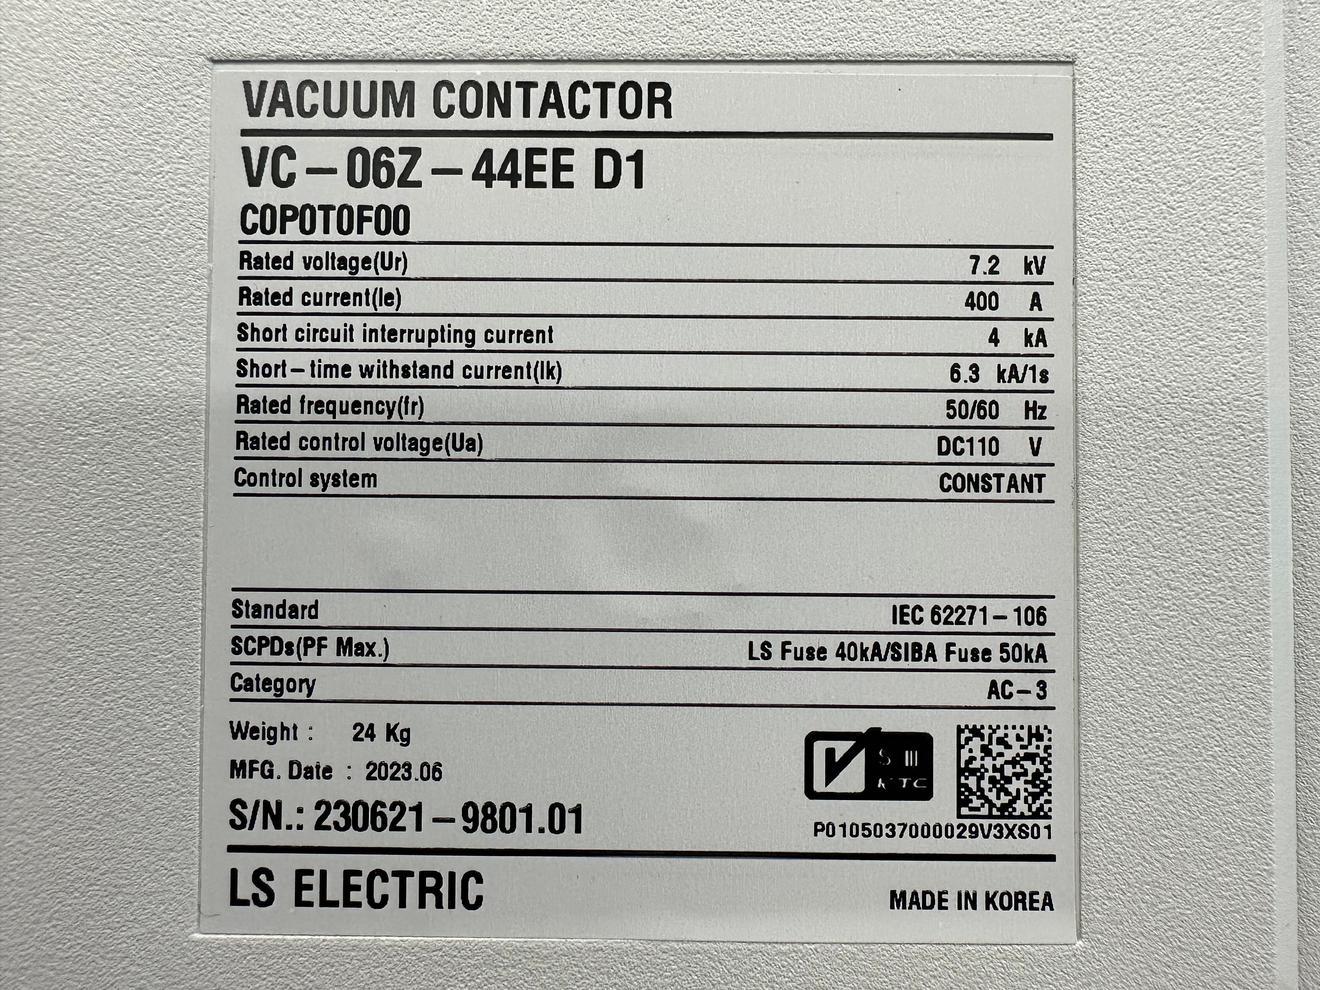 VACUUM CONTACTOR
VC-06Z-44EE D1
C0P0T0F00
Rated voltage(Ur) 7.2 kV
Rated current(Ie) 400 A
Short circuit interrupting current 4 kA
Short-time withstand current(Ik) 6.3 kA/1s
Rated frequency(fr) 50/60 Hz
Rated control voltage(Ua) DC110 V
Control system CONSTANT
Standard IEC 62271-106
SCPDs(PF Max.) LS Fuse 40kA/SIBA Fuse 50kA
Category AC-3
Weight : 24 Kg
MFG. Date : 2023.06
S/N.: 230621-9801.01
V S III
KTC
P0105037000029V3XS01
LS ELECTRIC
MADE IN KOREA